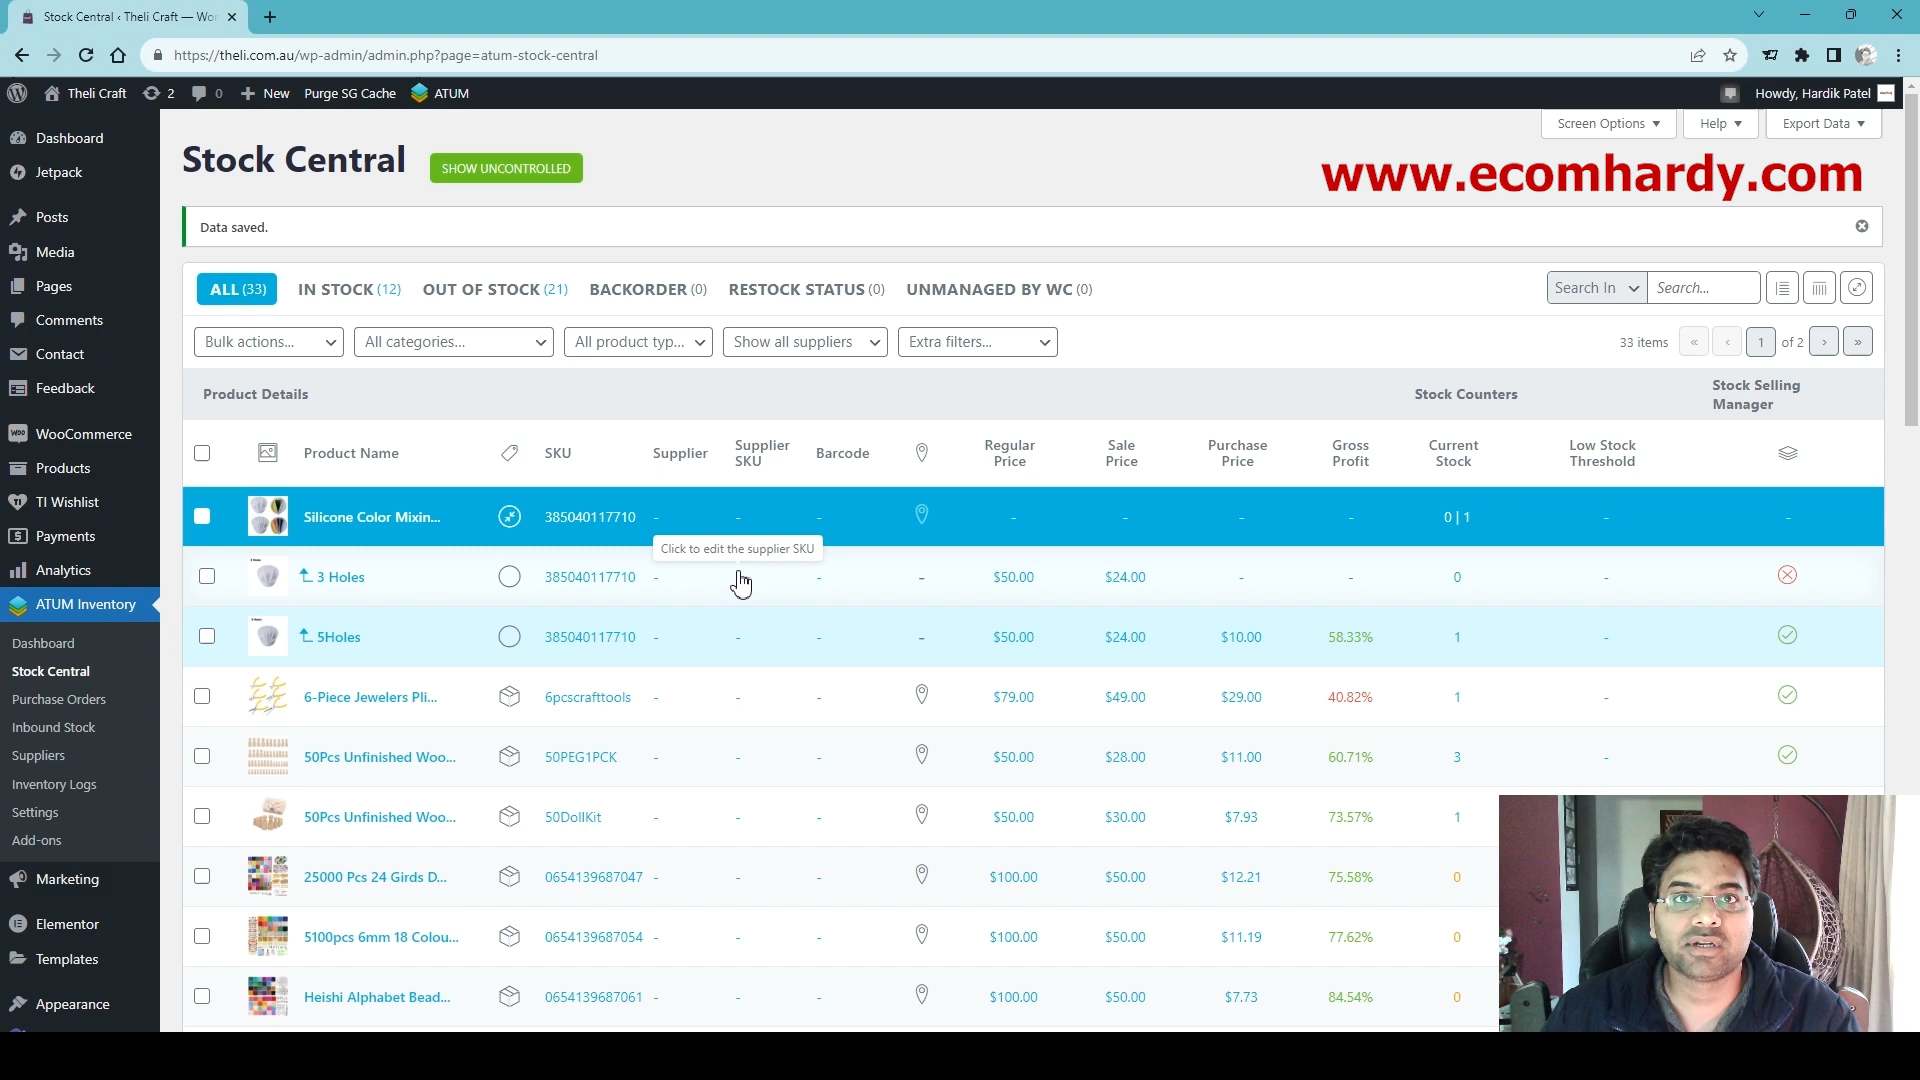 Stock Central ‹ Theli Craft — Wor
https://theli.com.au/wp-admin/admin.php?page=atum-stock-central
Theli Craft 2 0 New Purge SG Cache ATUM Howdy, Hardik Patel
Screen Options Help Export Data
Stock Central SHOW UNCONTROLLED
www.ecomhardy.com
Data saved.
ALL (33) IN STOCK (12) OUT OF STOCK (21) BACKORDER (0) RESTOCK STATUS (0) UNMANAGED BY WC (0) Search In Search...
Bulk actions... All categories... All product typ... Show all suppliers Extra filters... 33 items « ‹ 1 of 2 › »
Product Details Stock Counters Stock Selling Manager
Product Name SKU Supplier Supplier SKU Barcode Regular Price Sale Price Purchase Price Gross Profit Current Stock Low Stock Threshold
Silicone Color Mixin... 385040117710 - - - - - - - 0 | 1 - -
Click to edit the supplier SKU
3 Holes 385040117710 - - - $50.00 $24.00 - - 0 -
5Holes 385040117710 - - - - $50.00 $24.00 $10.00 58.33% 1 -
6-Piece Jewelers Pli... 6pcscrafttools - - - $79.00 $49.00 $29.00 40.82% 1 -
50Pcs Unfinished Woo... 50PEG1PCK - - - $50.00 $28.00 $11.00 60.71% 3 -
50Pcs Unfinished Woo... 50DollKit - - - $50.00 $30.00 $7.93 73.57% 1
25000 Pcs 24 Girds D... 0654139687047 - - - $100.00 $50.00 $12.21 75.58% 0
5100pcs 6mm 18 Colou... 0654139687054 - - - $100.00 $50.00 $11.19 77.62% 0
Heishi Alphabet Bead... 0654139687061 - - - $100.00 $50.00 $7.73 84.54% 0
Dashboard
Jetpack
Posts
Media
Pages
Comments
Contact
Feedback
WooCommerce
Products
TI Wishlist
Payments
Analytics
ATUM Inventory
Dashboard
Stock Central
Purchase Orders
Inbound Stock
Suppliers
Inventory Logs
Settings
Add-ons
Marketing
Elementor
Templates
Appearance